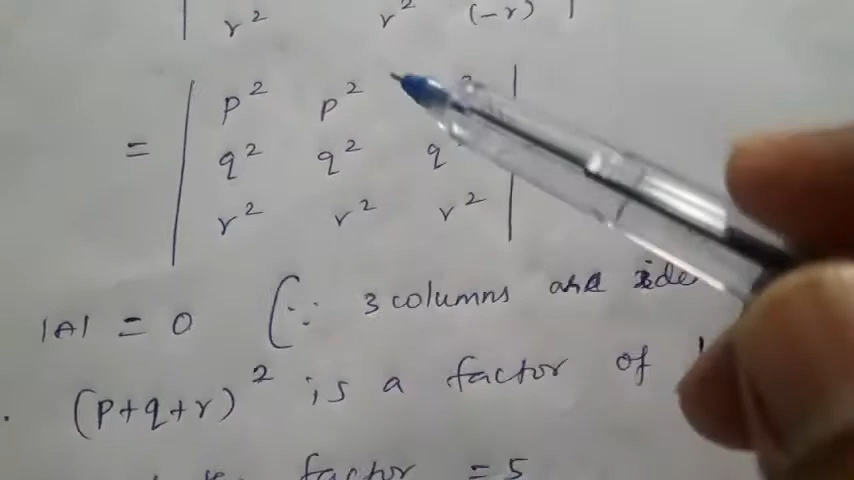 r² r² (-r)
= | p² p²
q² q² q
r² r² r² |
|A| = 0 (∵ 3 columns are ide
(p+q+r)² is a factor of
factor = 5